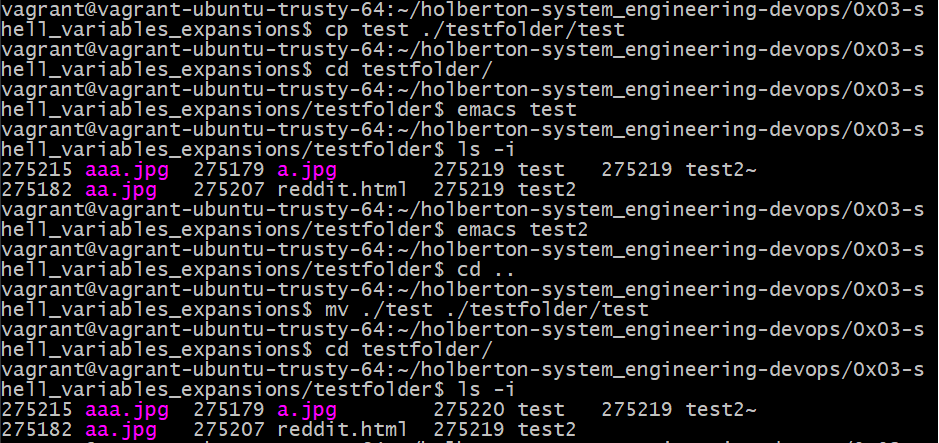 vagrant@vagrant-ubuntu-trusty-64:~/holberton-system_engineering-devops/0x03-s
hell_variables_expansions$ cp test ./testfolder/test
vagrant@vagrant-ubuntu-trusty-64:~/holberton-system_engineering-devops/0x03-s
hell_variables_expansions$ cd testfolder/
vagrant@vagrant-ubuntu-trusty-64:~/holberton-system_engineering-devops/0x03-s
hell_variables_expansions/testfolder$ emacs test
vagrant@vagrant-ubuntu-trusty-64:~/holberton-system_engineering-devops/0x03-s
hell_variables_expansions/testfolder$ ls -i
275215 aaa.jpg  275179 a.jpg        275219 test   275219 test2~
275182 aa.jpg   275207 reddit.html  275219 test2
vagrant@vagrant-ubuntu-trusty-64:~/holberton-system_engineering-devops/0x03-s
hell_variables_expansions/testfolder$ emacs test2
vagrant@vagrant-ubuntu-trusty-64:~/holberton-system_engineering-devops/0x03-s
hell_variables_expansions/testfolder$ cd ..
vagrant@vagrant-ubuntu-trusty-64:~/holberton-system_engineering-devops/0x03-s
hell_variables_expansions$ mv ./test ./testfolder/test
vagrant@vagrant-ubuntu-trusty-64:~/holberton-system_engineering-devops/0x03-s
hell_variables_expansions$ cd testfolder/
vagrant@vagrant-ubuntu-trusty-64:~/holberton-system_engineering-devops/0x03-s
hell_variables_expansions/testfolder$ ls -i
275215 aaa.jpg  275179 a.jpg        275220 test   275219 test2~
275182 aa.jpg   275207 reddit.html  275219 test2